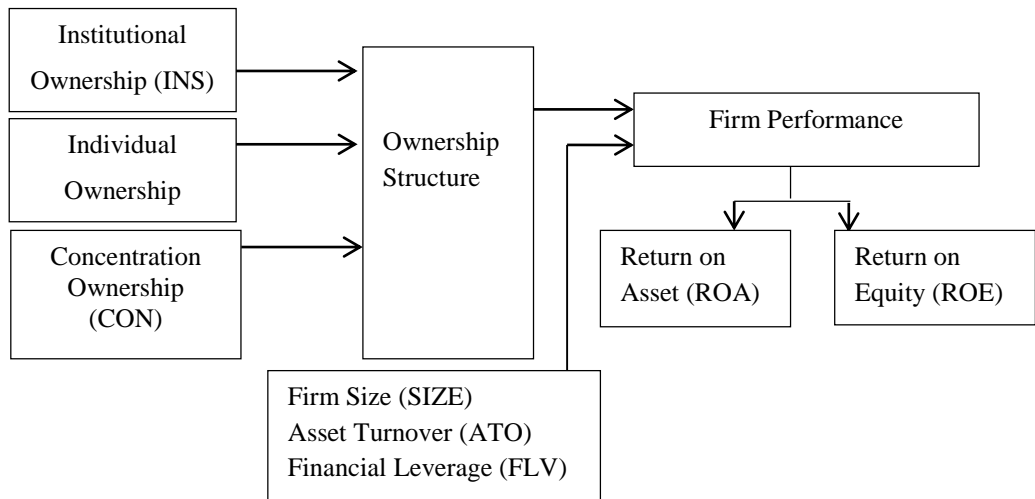 Institutional
Ownership (INS)
Individual
Ownership
Concentration
Ownership
(CON)
Ownership
Structure
Firm Performance
Return on
Asset (ROA)
Return on
Equity (ROE)
Firm Size (SIZE)
Asset Turnover (ATO)
Financial Leverage (FLV)